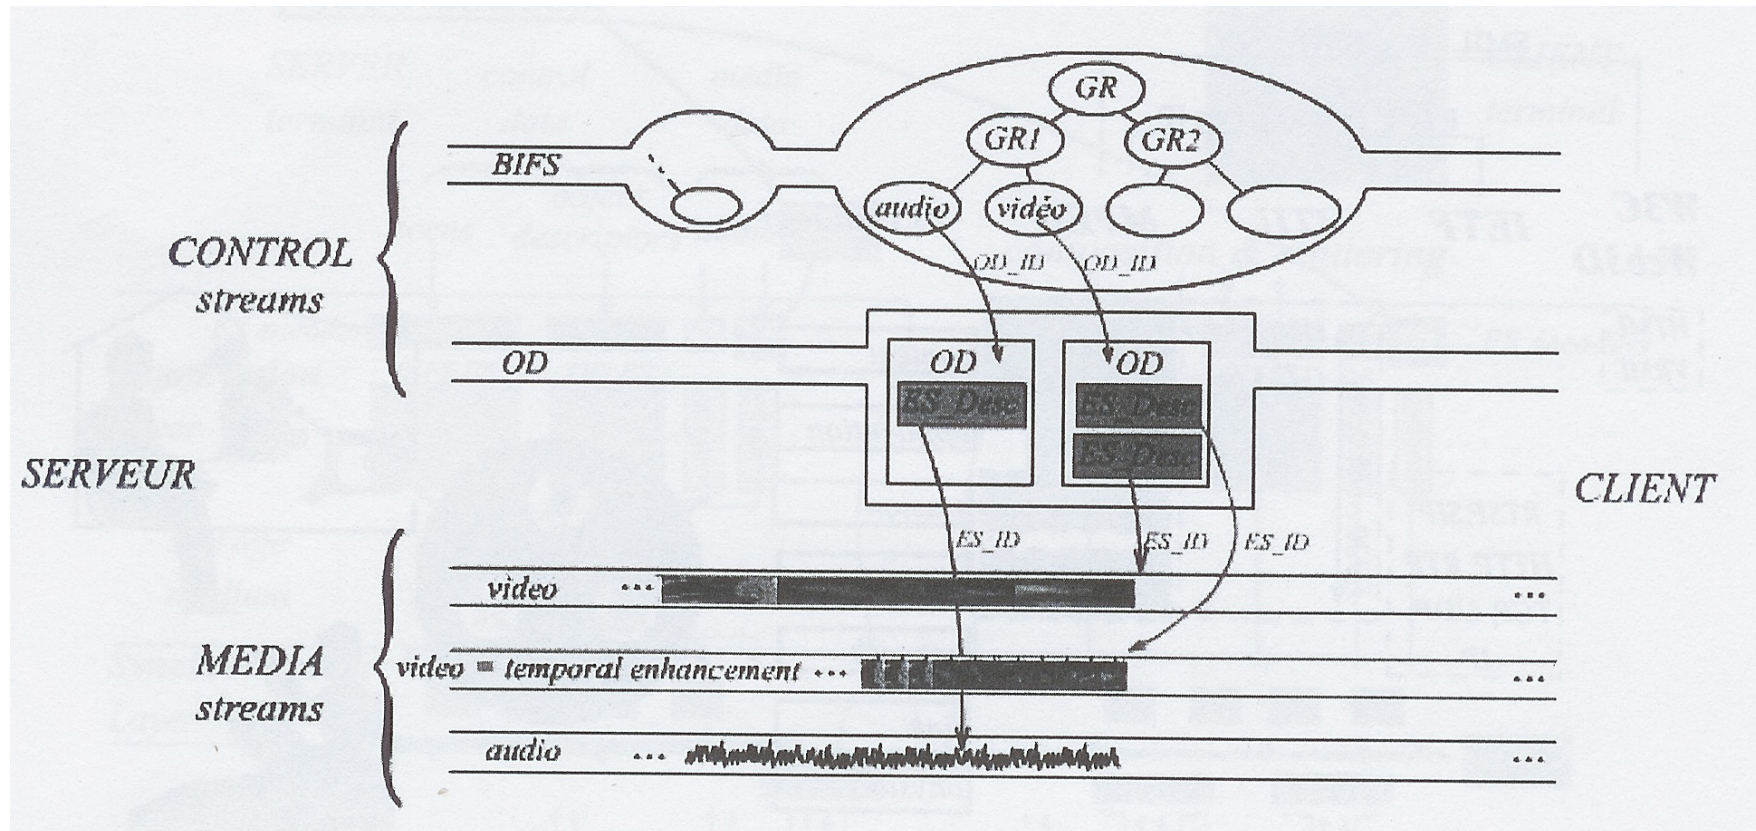 GR
GR1
GR2
BIFS
audio
vidéo
OD_ID
OD_ID
CONTROL
streams
OD
OD
OD
ES_Desc
ES_Desc
ES_Desc
SERVEUR
CLIENT
ES_ID
ES_ID
ES_ID
video ...
...
MEDIA
streams
video = temporal enhancement ...
...
audio ...
...